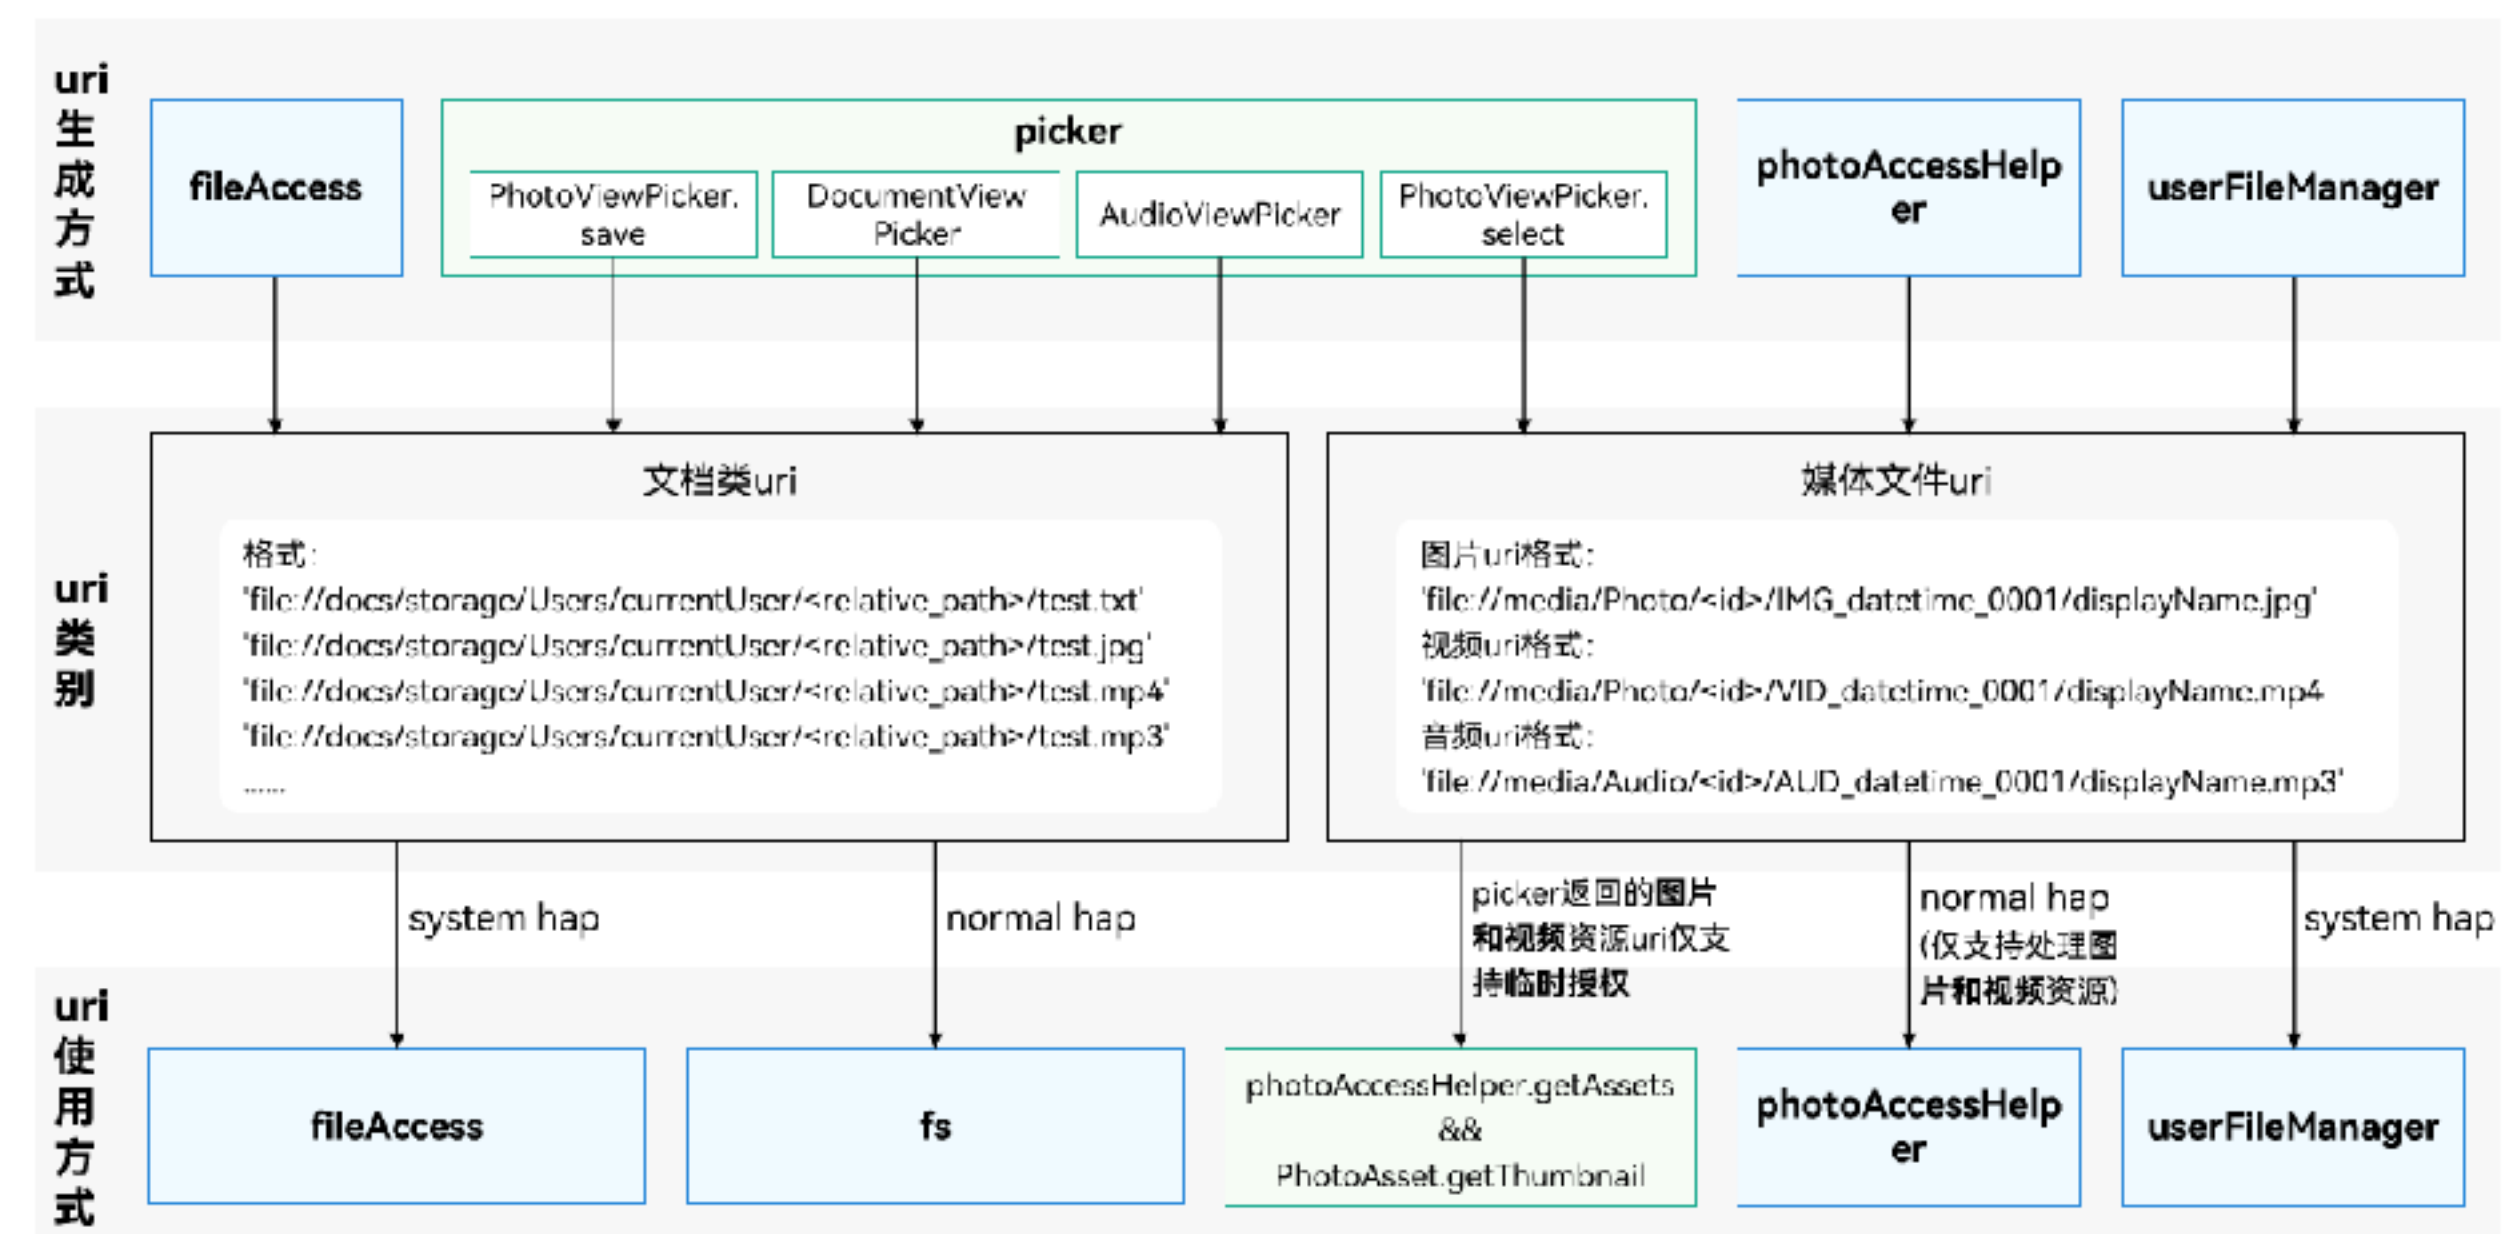 uri
生
成
方
式
fileAccess
picker
PhotoViewPicker.
save
DocumentView
Picker
AudioViewPicker
PhotoViewPicker.
select
photoAccessHelp
er
userFileManager
uri
类
别
文档类uri
格式:
'file://docs/storage/Users/currentUser/<relative_path>/test.txt'
'file://docs/storage/Users/currentUser/<relative_path>/test.jpg'
'file://docs/storage/Users/currentUser/<relative_path>/test.mp4'
'file://docs/storage/Users/currentUser/<relative_path>/test.mp3'
......
媒体文件uri
图片uri格式:
'file://media/Photo/<id>/IMG_datetime_0001/displayName.jpg'
视频uri格式:
'file://media/Photo/<id>/VID_datetime_0001/displayName.mp4
音频uri格式:
'file://media/Audio/<id>/AUD_datetime_0001/displayName.mp3'
system hap
normal hap
picker返回的图片
和视频资源uri仅支
持临时授权
normal hap
(仅支持处理图
片和视频资源)
system hap
uri
使
用
方
式
fileAccess
fs
photoAccessHelper.getAssets
&&
PhotoAsset.getThumbnail
photoAccessHelp
er
userFileManager